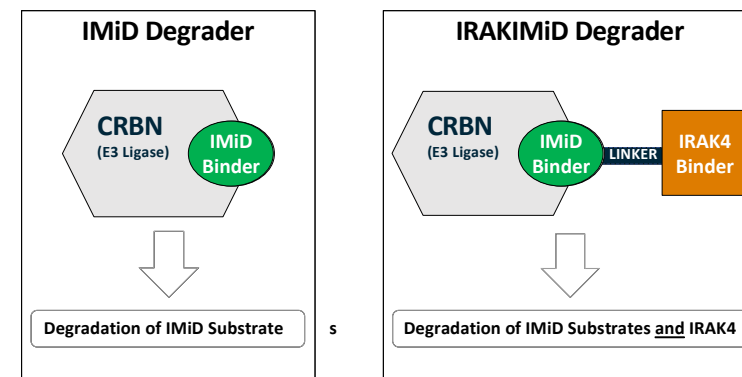 IMiD Degrader
CRBN
(E3 Ligase)
IMiD
Binder
Degradation of IMiD Substrate
s
IRAKIMiD Degrader
CRBN
(E3 Ligase)
IMiD
Binder
LINKER
IRAK4
Binder
Degradation of IMiD Substrates and IRAK4